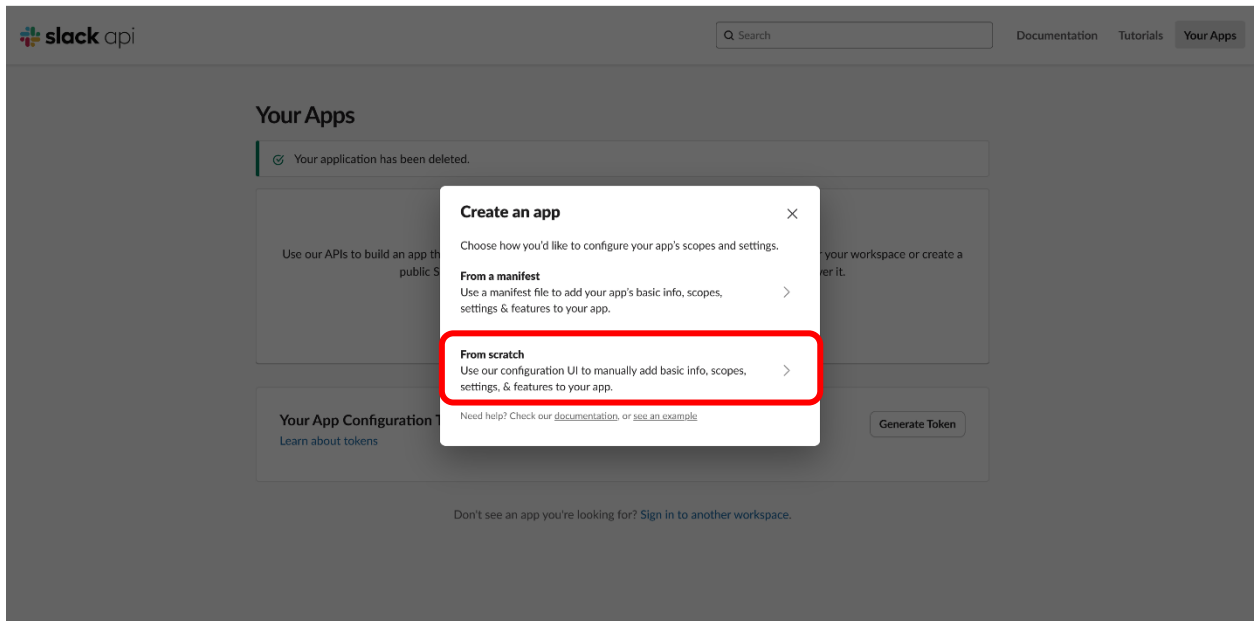 slack api
Search
Documentation
Tutorials
Your Apps
Your Apps
Your application has been deleted.
Create an app
Choose how you'd like to configure your app's scopes and settings.
Use our APIs to build an app
your workspace or create a
public
it.
From a manifest
Use a manifest file to add your app's basic info, scopes,
settings & features to your app.
From scratch
Use our configuration UI to manually add basic info, scopes,
settings, & features to your app.
Need help? Check our documentation, or see an example
Your App Configuration
Learn about tokens
Generate Token
Don't see an app you're looking for? Sign in to another workspace.